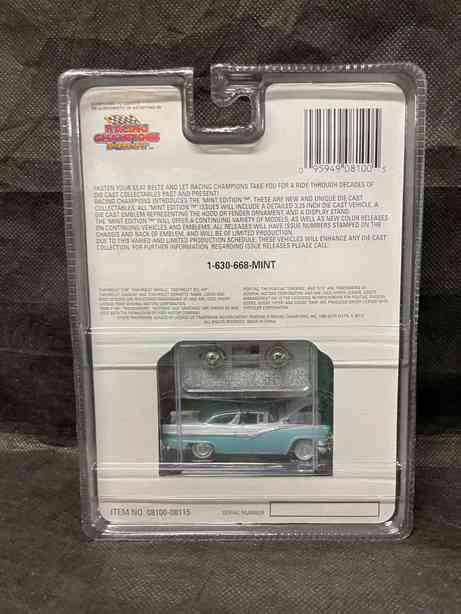 RACING
CHAMPIONS
MINT
0 95949 08100 3
FASTEN YOUR SEAT BELTS AND LET RACING CHAMPIONS TAKE YOU FOR A RIDE THROUGH DECADES OF
DIE CAST COLLECTABLES PAST AND PRESENT!
RACING CHAMPIONS INTRODUCES THE "MINT EDITION"™. THESE ARE NEW AND UNIQUE DIE CAST
COLLECTABLES. ALL "MINT EDITION"™ ISSUES WILL INCLUDE A DETAILED 3.25 INCH DIE CAST VEHICLE, A
DIE CAST EMBLEM REPRESENTING THE HOOD OR FENDER ORNAMENT, AND A DISPLAY STAND.
THE "MINT EDITION"™ WILL OFFER A CONTINUING VARIETY OF MODELS, AS WELL AS NEW COLOR RELEASES
ON CONTINUING VEHICLES AND EMBLEMS. ALL RELEASES WILL HAVE ISSUE NUMBERS STAMPED ON THE
CHASSIS AND BACK OF EMBLEM, AND WILL BE OF LIMITED PRODUCTION.
DUE TO THIS VARIED AND LIMITED PRODUCTION SCHEDULE, THESE VEHICLES WILL ENHANCE ANY DIE CAST
COLLECTION. FOR FURTHER INFORMATION REGARDING ISSUE RELEASES PLEASE CALL:
1-630-668-MINT
ITEM NO. 08100-08115
SERIAL NUMBER